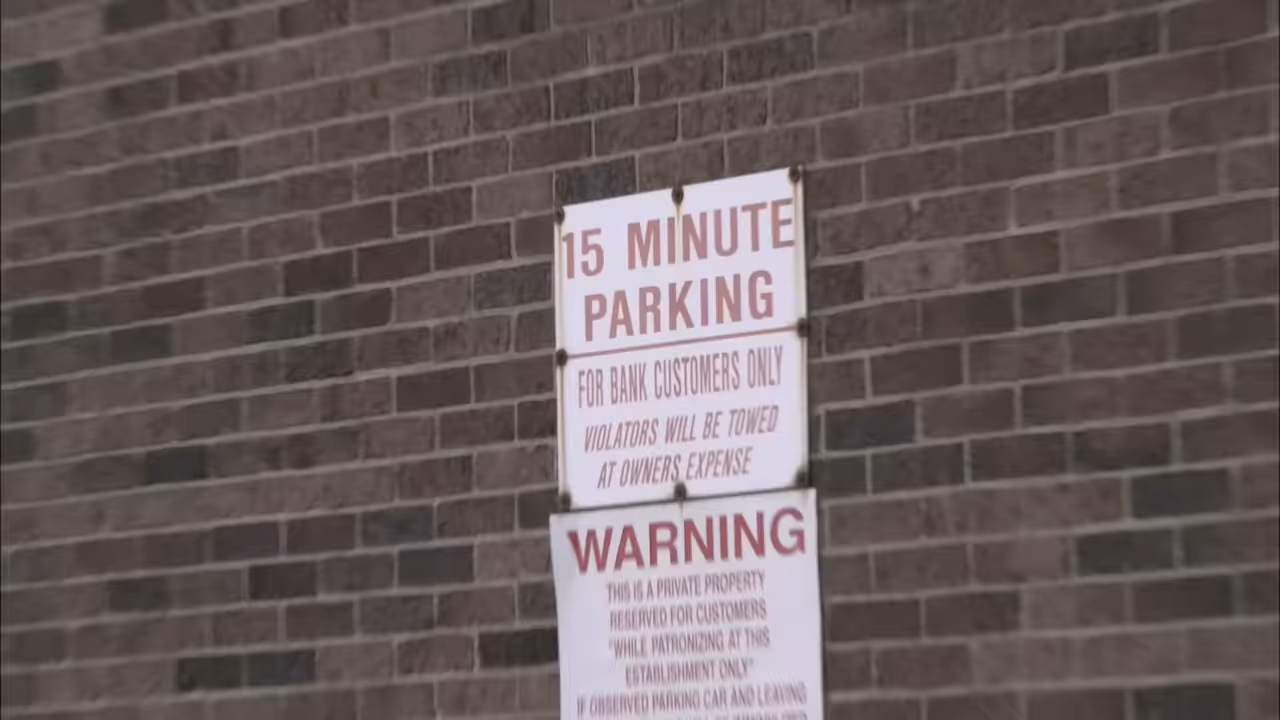 15 MINUTE
PARKING
FOR BANK CUSTOMERS ONLY
VIOLATORS WILL BE TOWED
AT OWNERS EXPENSE
WARNING
THIS IS A PRIVATE PROPERTY
RESERVED FOR CUSTOMERS
"WHILE PATRONIZING AT THIS
ESTABLISHMENT ONLY"
IF OBSERVED PARKING CAR AND LEAVING